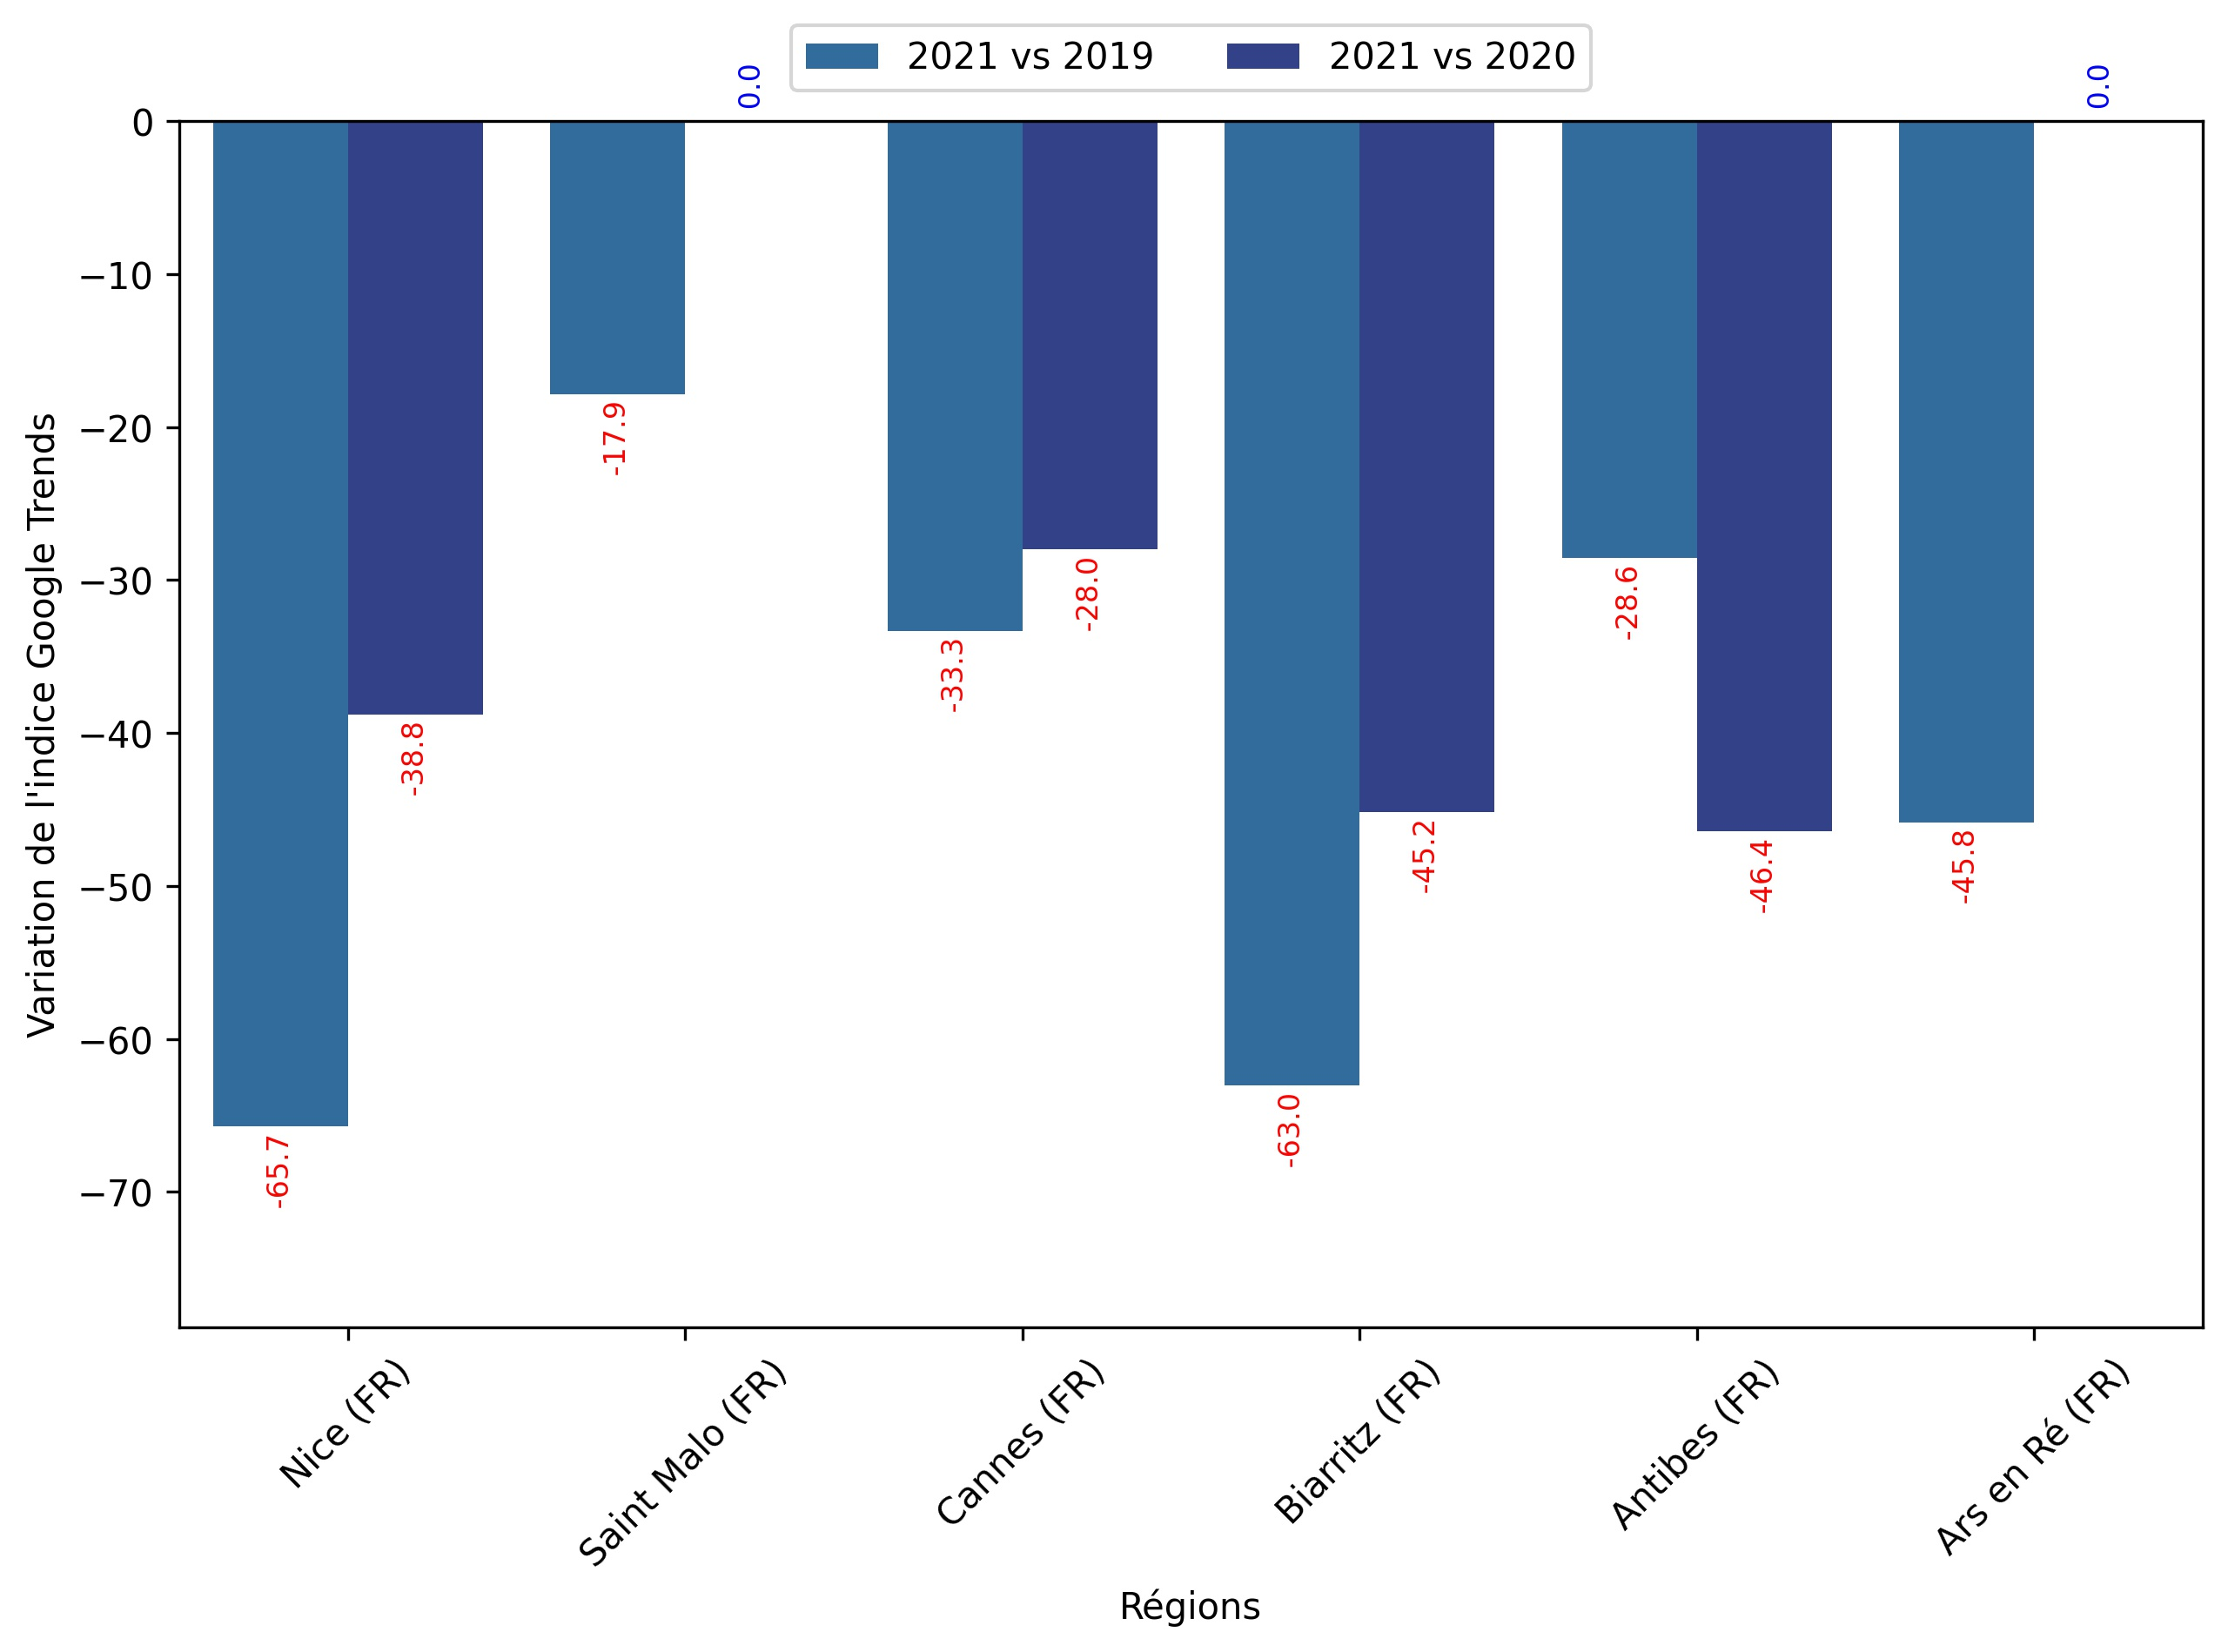 2021 vs 2019
2021 vs 2020
0.0
0.0
0
−10
−20
−30
−40
−50
−60
−70
Variation de l'indice Google Trends
-65.7
-38.8
-17.9
-33.3
-28.0
-63.0
-45.2
-28.6
-46.4
-45.8
Nice (FR)
Saint Malo (FR)
Cannes (FR)
Biarritz (FR)
Antibes (FR)
Ars en Ré (FR)
Régions